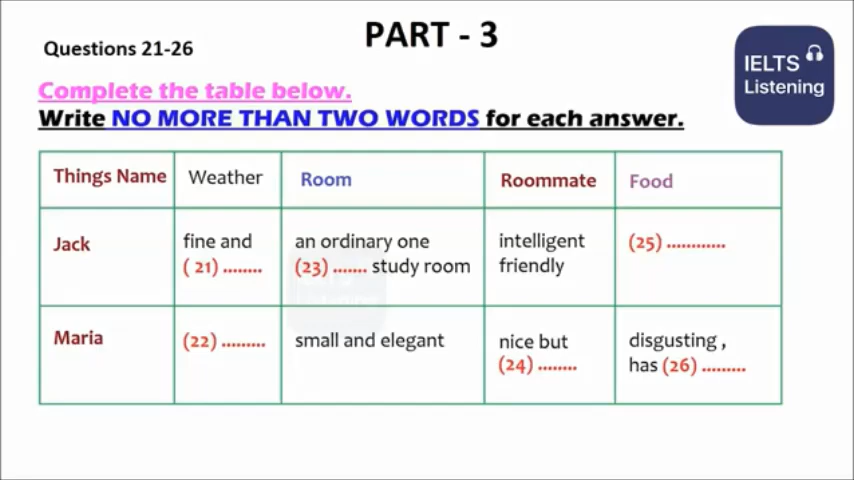 PART - 3
Questions 21-26
IELTS
Listening
Complete the table below.
Write NO MORE THAN TWO WORDS for each answer.
Things Name Weather Room Roommate Food
Jack
fine and
( 21) ........
an ordinary one
(23) ....... study room
intelligent
friendly
(25) ............
Maria
(22) .........
small and elegant
nice but
(24) ........
disgusting ,
has (26) .........